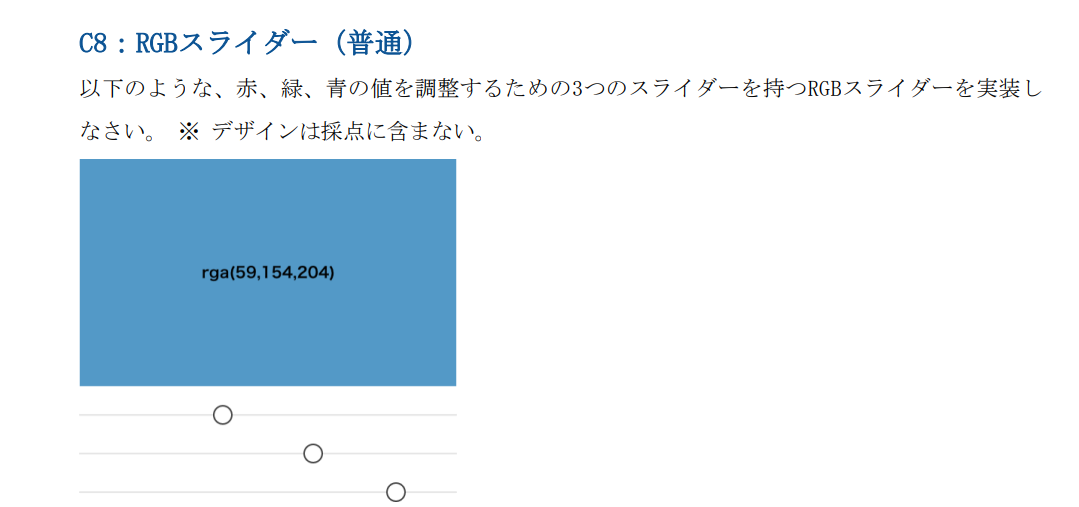 C8：RGBスライダー（普通）
以下のような、赤、緑、青の値を調整するための3つのスライダーを持つRGBスライダーを実装し
なさい。 ※ デザインは採点に含まない。
rga(59,154,204)